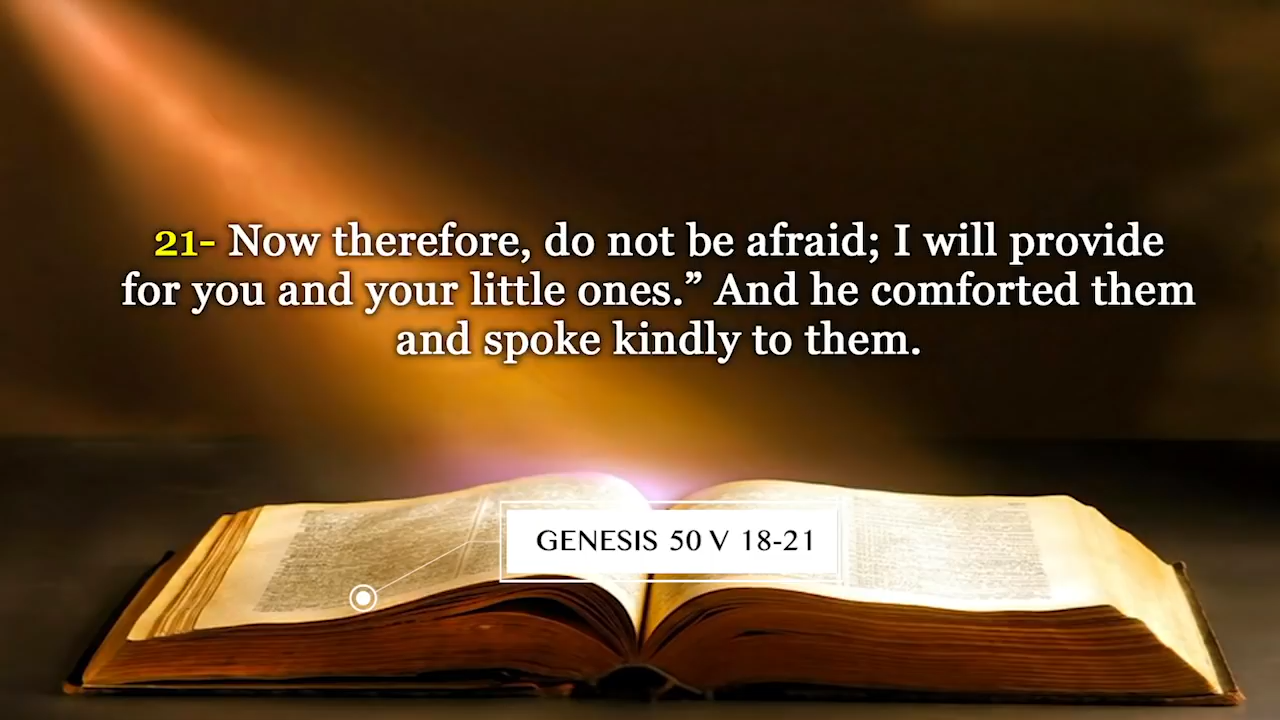 21- Now therefore, do not be afraid; I will provide
for you and your little ones.” And he comforted them
and spoke kindly to them.
GENESIS 50 V 18-21